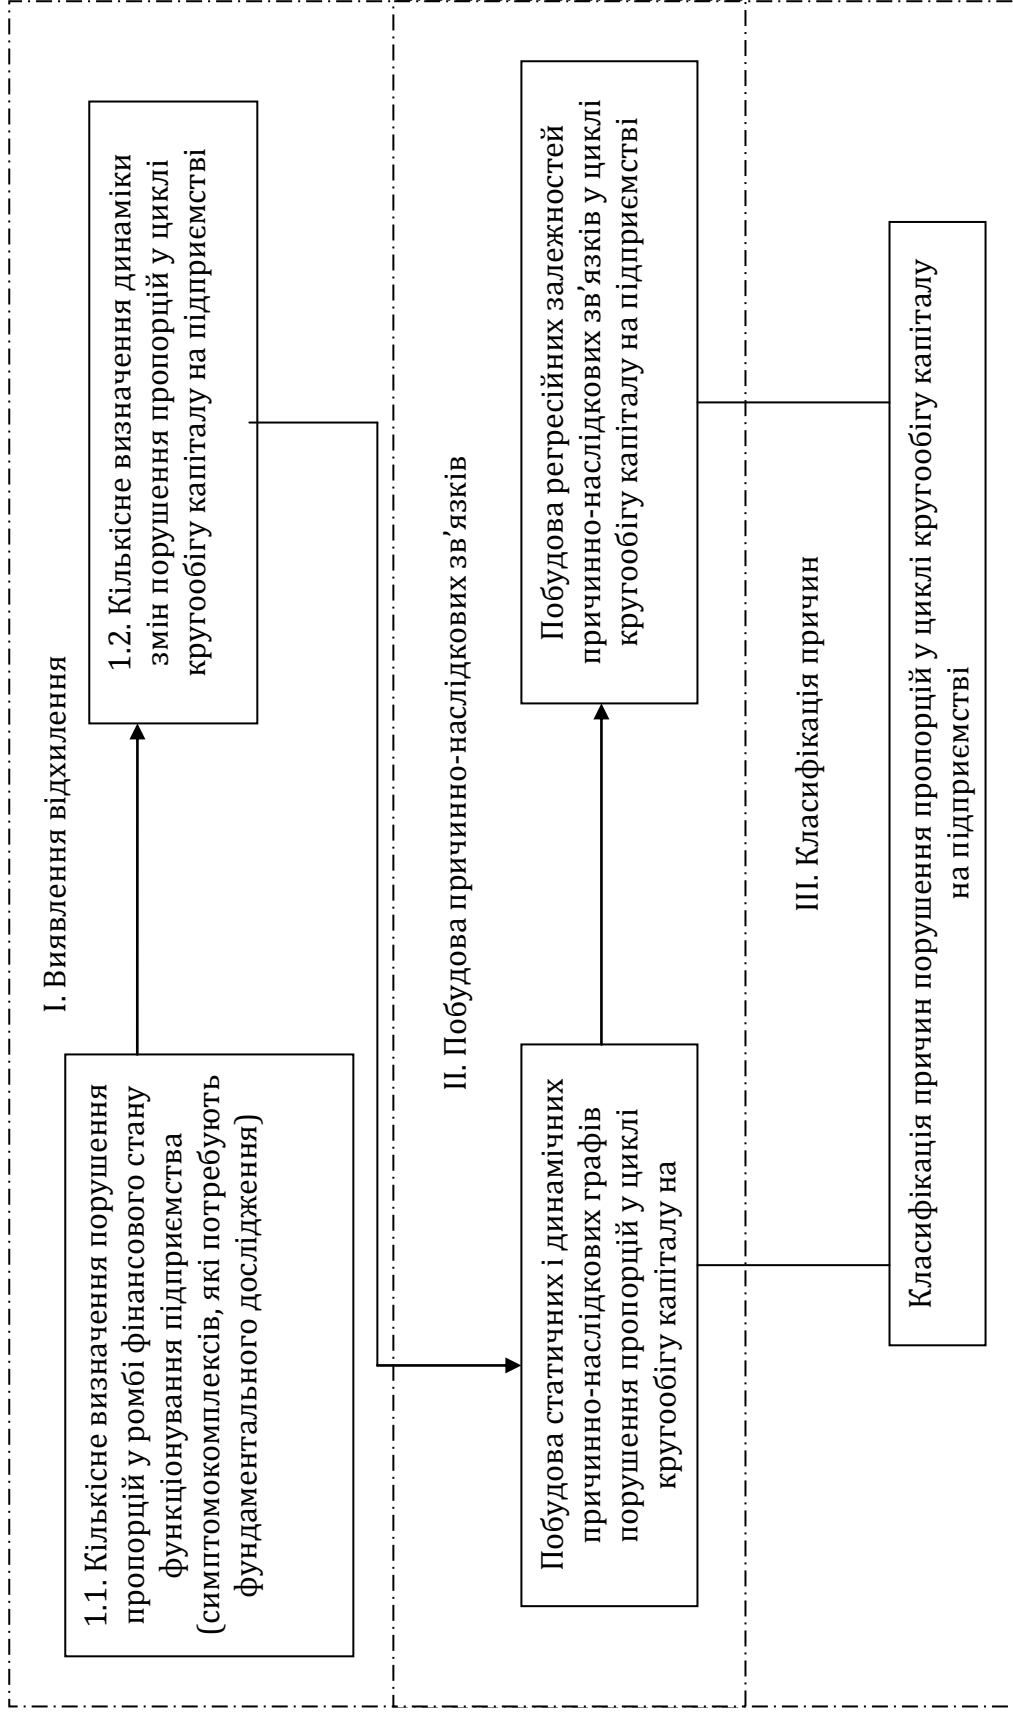 І. Виявлення відхилення
1.1. Кількісне визначення порушення
пропорцій у ромбі фінансового стану
функціонування підприємства
(симптомокомплексів, які потребують
фундаментального дослідження)
1.2. Кількісне визначення динаміки
змін порушення пропорцій у циклі
кругообігу капіталу на підприємстві
ІІ. Побудова причинно-наслідкових зв’язків
Побудова статичних і динамічних
причинно-наслідкових графів
порушення пропорцій у циклі
кругообігу капіталу на
Побудова регресійних залежностей
причинно-наслідкових зв’язків у циклі
кругообігу капіталу на підприємстві
ІІІ. Класифікація причин
Класифікація причин порушення пропорцій у циклі кругообігу капіталу
на підприємстві